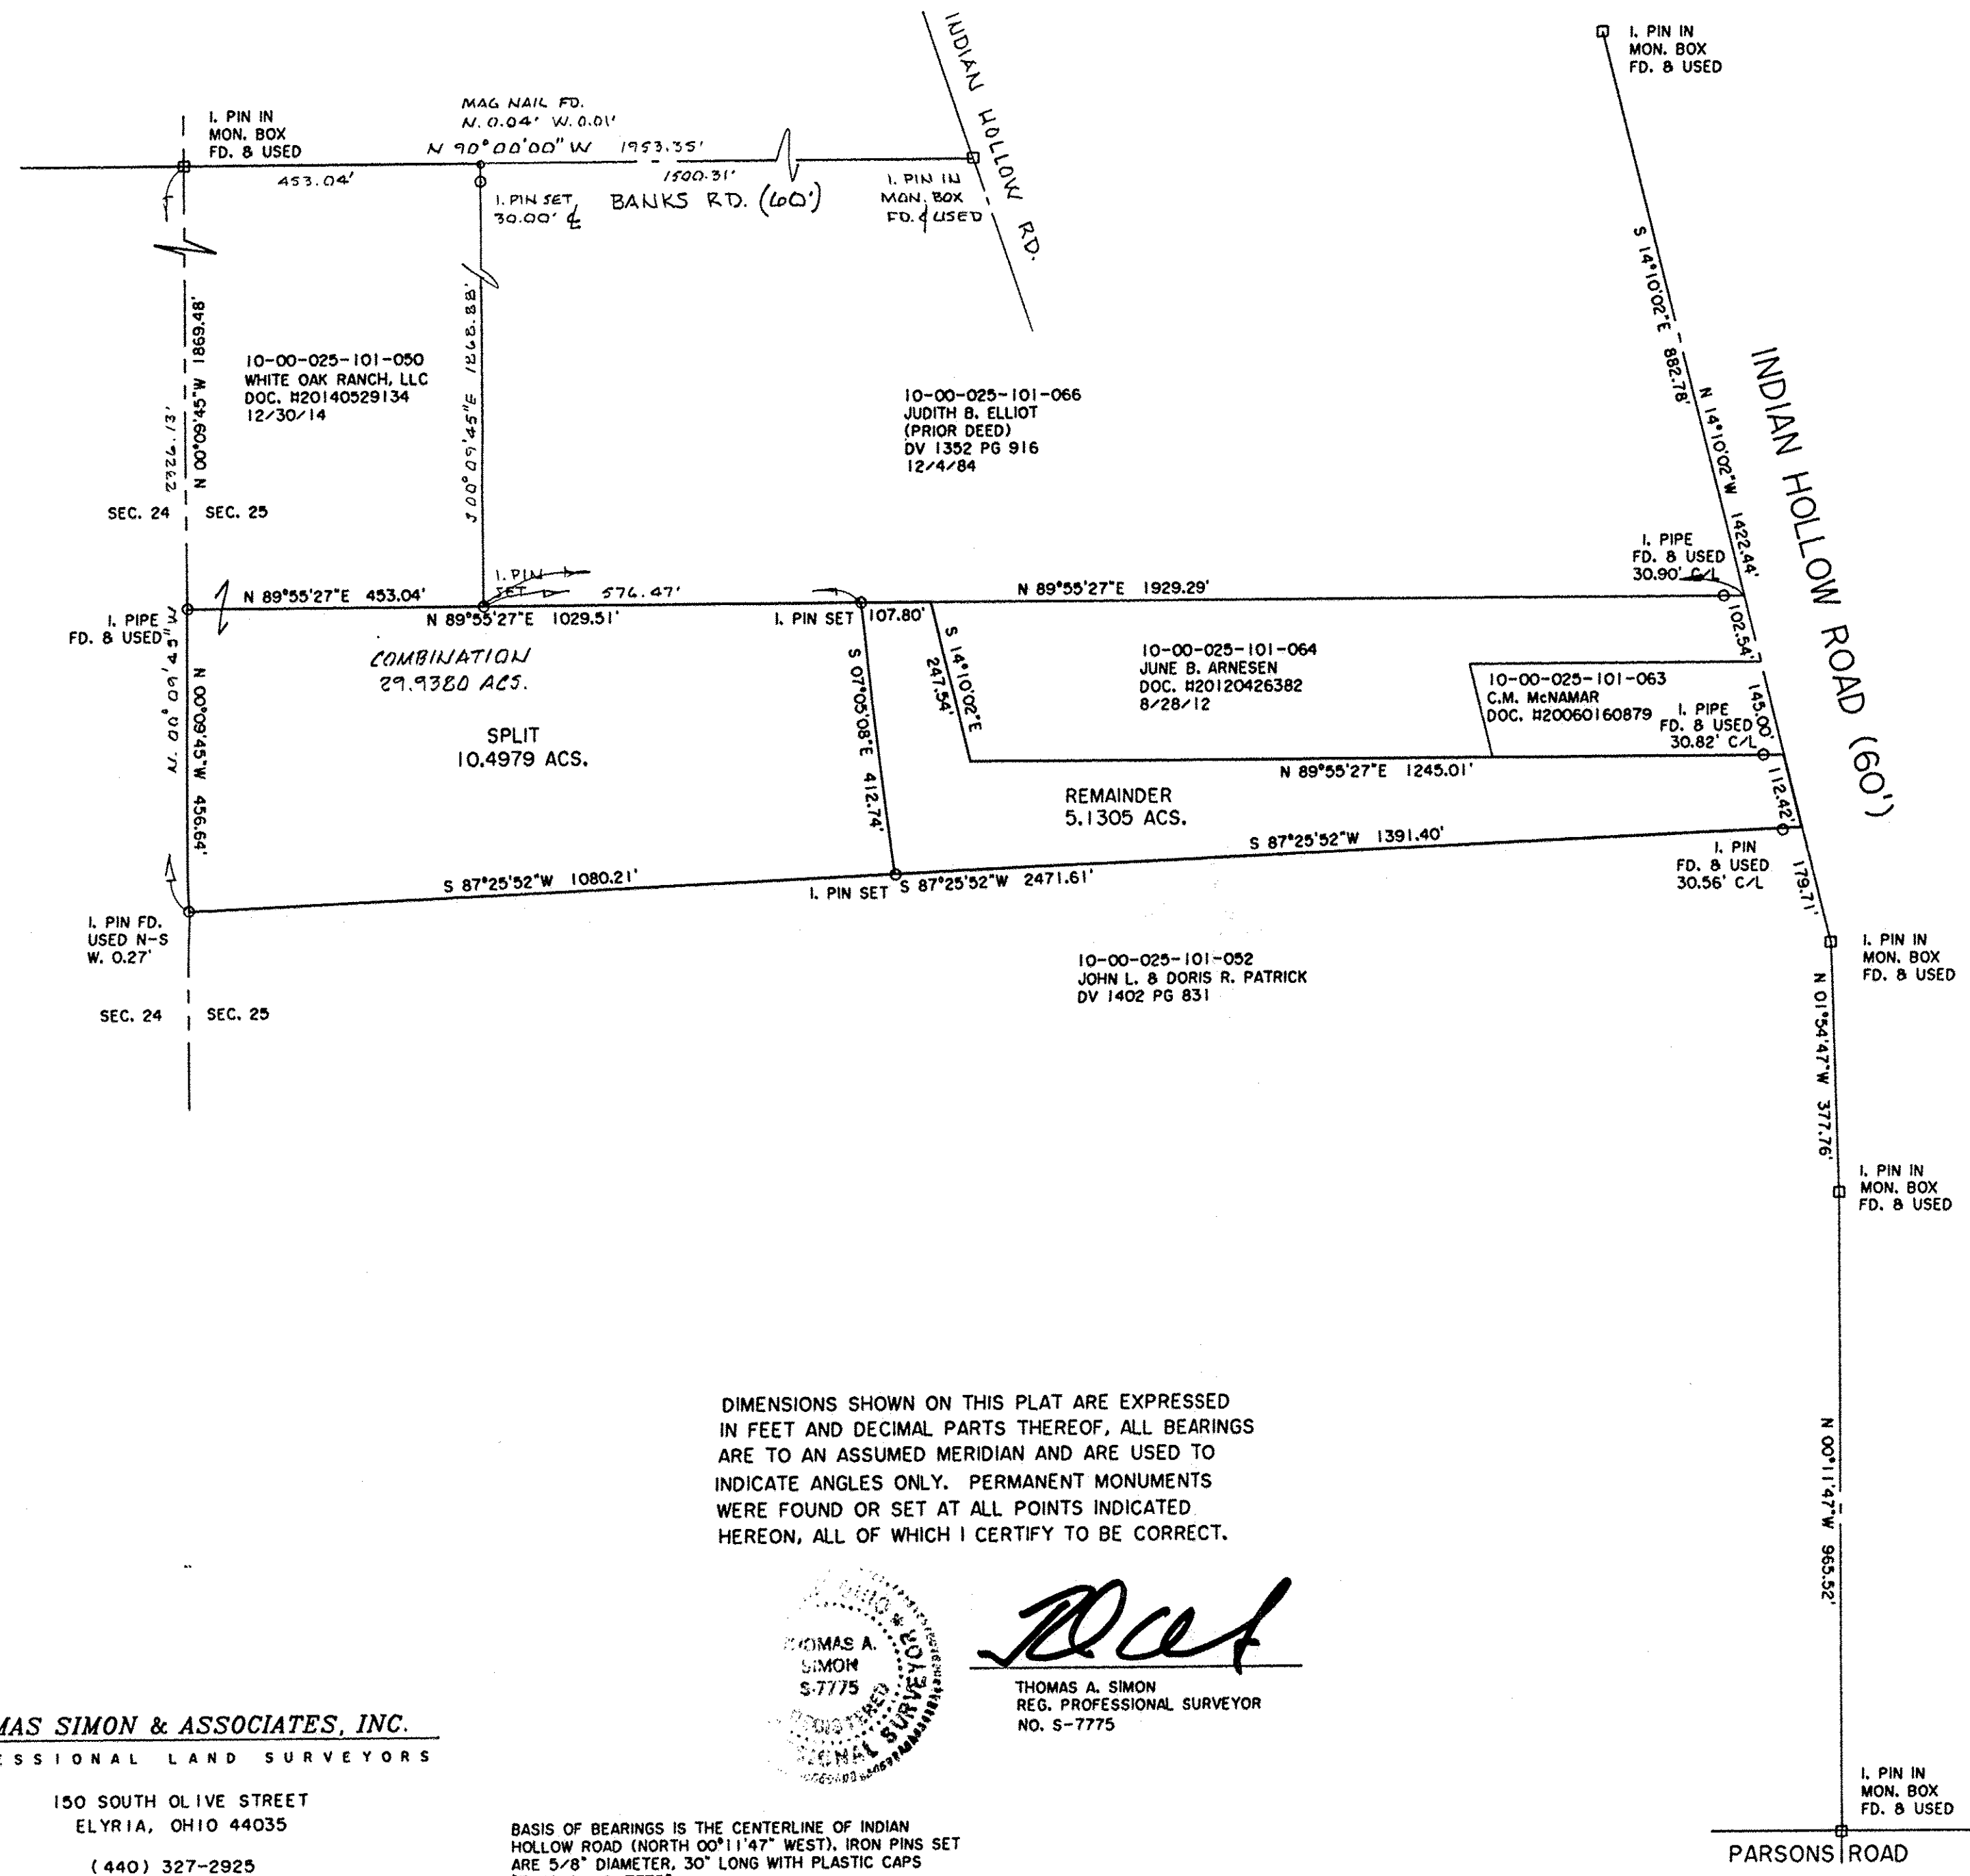 I. PIN IN
MON. BOX
FD. & USED
MAG NAIL FD.
N. 0.04' W. 0.01'
N 90°00'00" W 1953.35'
453.04'
1500.31'
I. PIN SET
30.00' ℄
BANKS RD. (60')
I. PIN IN
MON. BOX
FD. & USED
INDIAN HOLLOW RD.
I. PIN IN
MON. BOX
FD. & USED
S 14°10'02"E 882.78'
N 14°10'02"W 1422.44'
INDIAN HOLLOW ROAD (60')
2326.13'
N 00°09'45"W 1869.48'
10-00-025-101-050
WHITE OAK RANCH, LLC
DOC. #20140529134
12/30/14
S 00°09'45"E 1868.88'
10-00-025-101-066
JUDITH B. ELLIOT
(PRIOR DEED)
DV 1352 PG 916
12/4/84
SEC. 24
SEC. 25
I. PIPE
FD. & USED
30.90' C/L
I. PIN
SET
N 89°55'27"E 453.04'
576.47'
N 89°55'27"E 1929.29'
I. PIPE
FD. & USED
N 89°55'27"E 1029.51'
I. PIN SET
107.80'
102.54'
N. 00°09'45" W
N 00°09'45"W 456.64'
COMBINATION
29.9380 ACS.
SPLIT
10.4979 ACS.
S 07°05'08"E 412.74'
S 14°10'02"E
247.54'
10-00-025-101-064
JUNE B. ARNESEN
DOC. #20120426382
8/28/12
10-00-025-101-063
C.M. McNAMAR
DOC. #20060160879
I. PIPE
FD. & USED
30.82' C/L
145.00'
N 89°55'27"E 1245.01'
112.42'
REMAINDER
5.1305 ACS.
S 87°25'52"W 1391.40'
I. PIN
FD. & USED
30.56' C/L
179.71'
S 87°25'52"W 1080.21'
I. PIN SET
S 87°25'52"W 2471.61'
I. PIN FD.
USED N-S
W. 0.27'
10-00-025-101-052
JOHN L. & DORIS R. PATRICK
DV 1402 PG 831
I. PIN IN
MON. BOX
FD. & USED
SEC. 24
SEC. 25
N 01°54'47"W 377.76'
I. PIN IN
MON. BOX
FD. & USED
N 00°11'47"W 965.52'
DIMENSIONS SHOWN ON THIS PLAT ARE EXPRESSED
IN FEET AND DECIMAL PARTS THEREOF, ALL BEARINGS
ARE TO AN ASSUMED MERIDIAN AND ARE USED TO
INDICATE ANGLES ONLY. PERMANENT MONUMENTS
WERE FOUND OR SET AT ALL POINTS INDICATED
HEREON, ALL OF WHICH I CERTIFY TO BE CORRECT.
OHIO *
THOMAS A.
SIMON
S-7775
REGISTERED
SURVEYOR
THOMAS A. SIMON
REG. PROFESSIONAL SURVEYOR
NO. S-7775
MAS SIMON & ASSOCIATES, INC.
ESSIONAL LAND SURVEYORS
150 SOUTH OLIVE STREET
ELYRIA, OHIO 44035
(440) 327-2925
BASIS OF BEARINGS IS THE CENTERLINE OF INDIAN
HOLLOW ROAD (NORTH 00°11'47" WEST). IRON PINS SET
ARE 5/8" DIAMETER, 30" LONG WITH PLASTIC CAPS
I. PIN IN
MON. BOX
FD. & USED
PARSONS ROAD